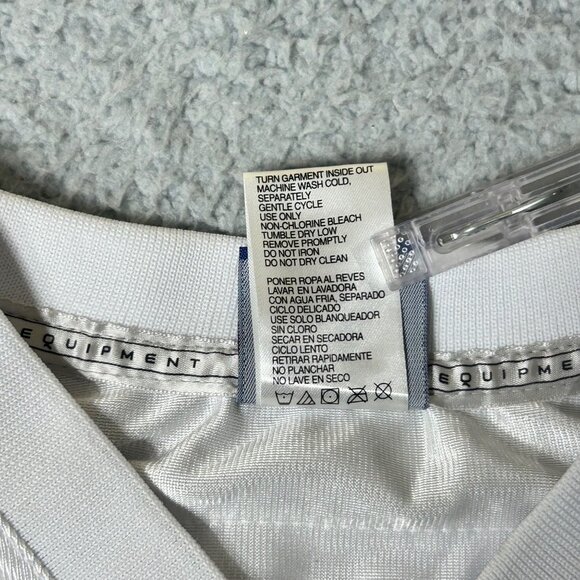 TURN GARMENT INSIDE OUT
MACHINE WASH COLD,
SEPARATELY
GENTLE CYCLE
USE ONLY
NON-CHLORINE BLEACH
TUMBLE DRY LOW
REMOVE PROMPTLY
DO NOT IRON
DO NOT DRY CLEAN
PONER ROPA AL REVES
LAVAR EN LAVADORA
CON AGUA FRIA, SEPARADO
CICLO DELICADO
USE SOLO BLANQUEADOR
SIN CLORO
SECAR EN SECADORA
CICLO LENTO
RETIRAR RAPIDAMENTE
NO PLANCHAR
NO LAVE EN SECO
EQUIPMENT
EQUIPMENT